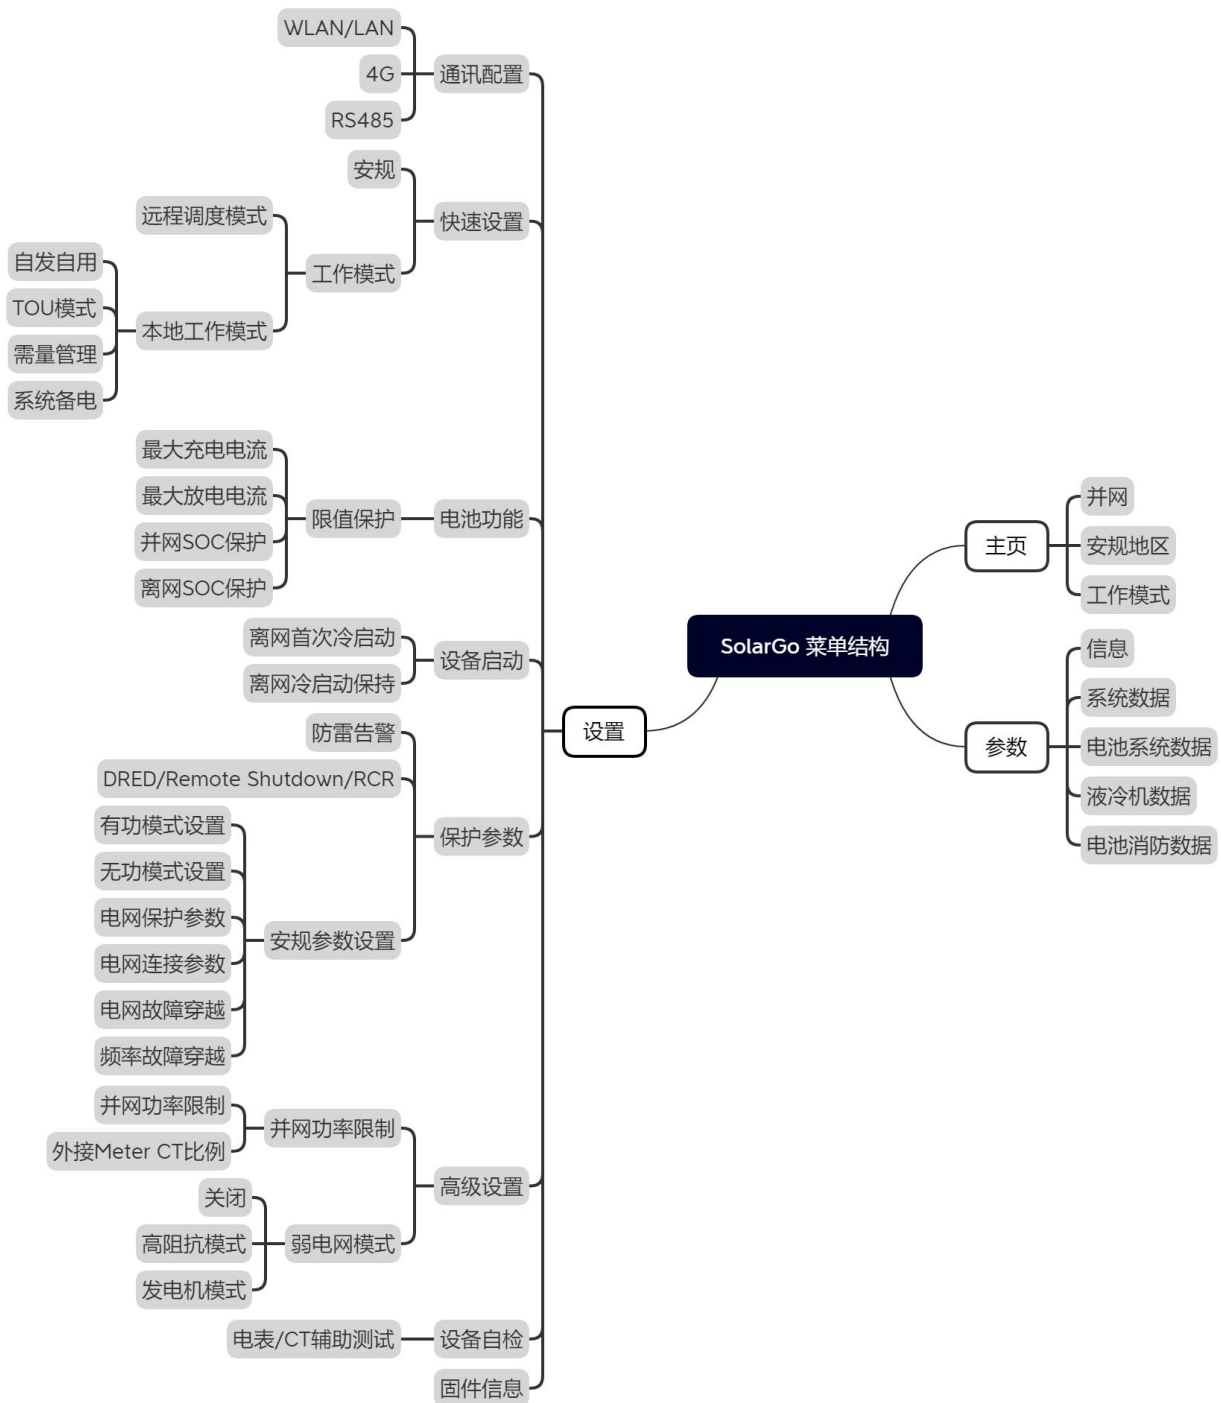 SolarGo 菜单结构
主页
并网
安规地区
工作模式
参数
信息
系统数据
电池系统数据
液冷机数据
电池消防数据
设置
通讯配置
WLAN/LAN
4G
RS485
快速设置
安规
工作模式
远程调度模式
本地工作模式
自发自用
TOU模式
需量管理
系统备电
电池功能
限值保护
最大充电电流
最大放电电流
并网SOC保护
离网SOC保护
设备启动
离网首次冷启动
离网冷启动保持
保护参数
防雷告警
DRED/Remote Shutdown/RCR
安规参数设置
有功模式设置
无功模式设置
电网保护参数
电网连接参数
电网故障穿越
频率故障穿越
高级设置
并网功率限制
并网功率限制
外接Meter CT比例
弱电网模式
关闭
高阻抗模式
发电机模式
设备自检
电表/CT辅助测试
固件信息